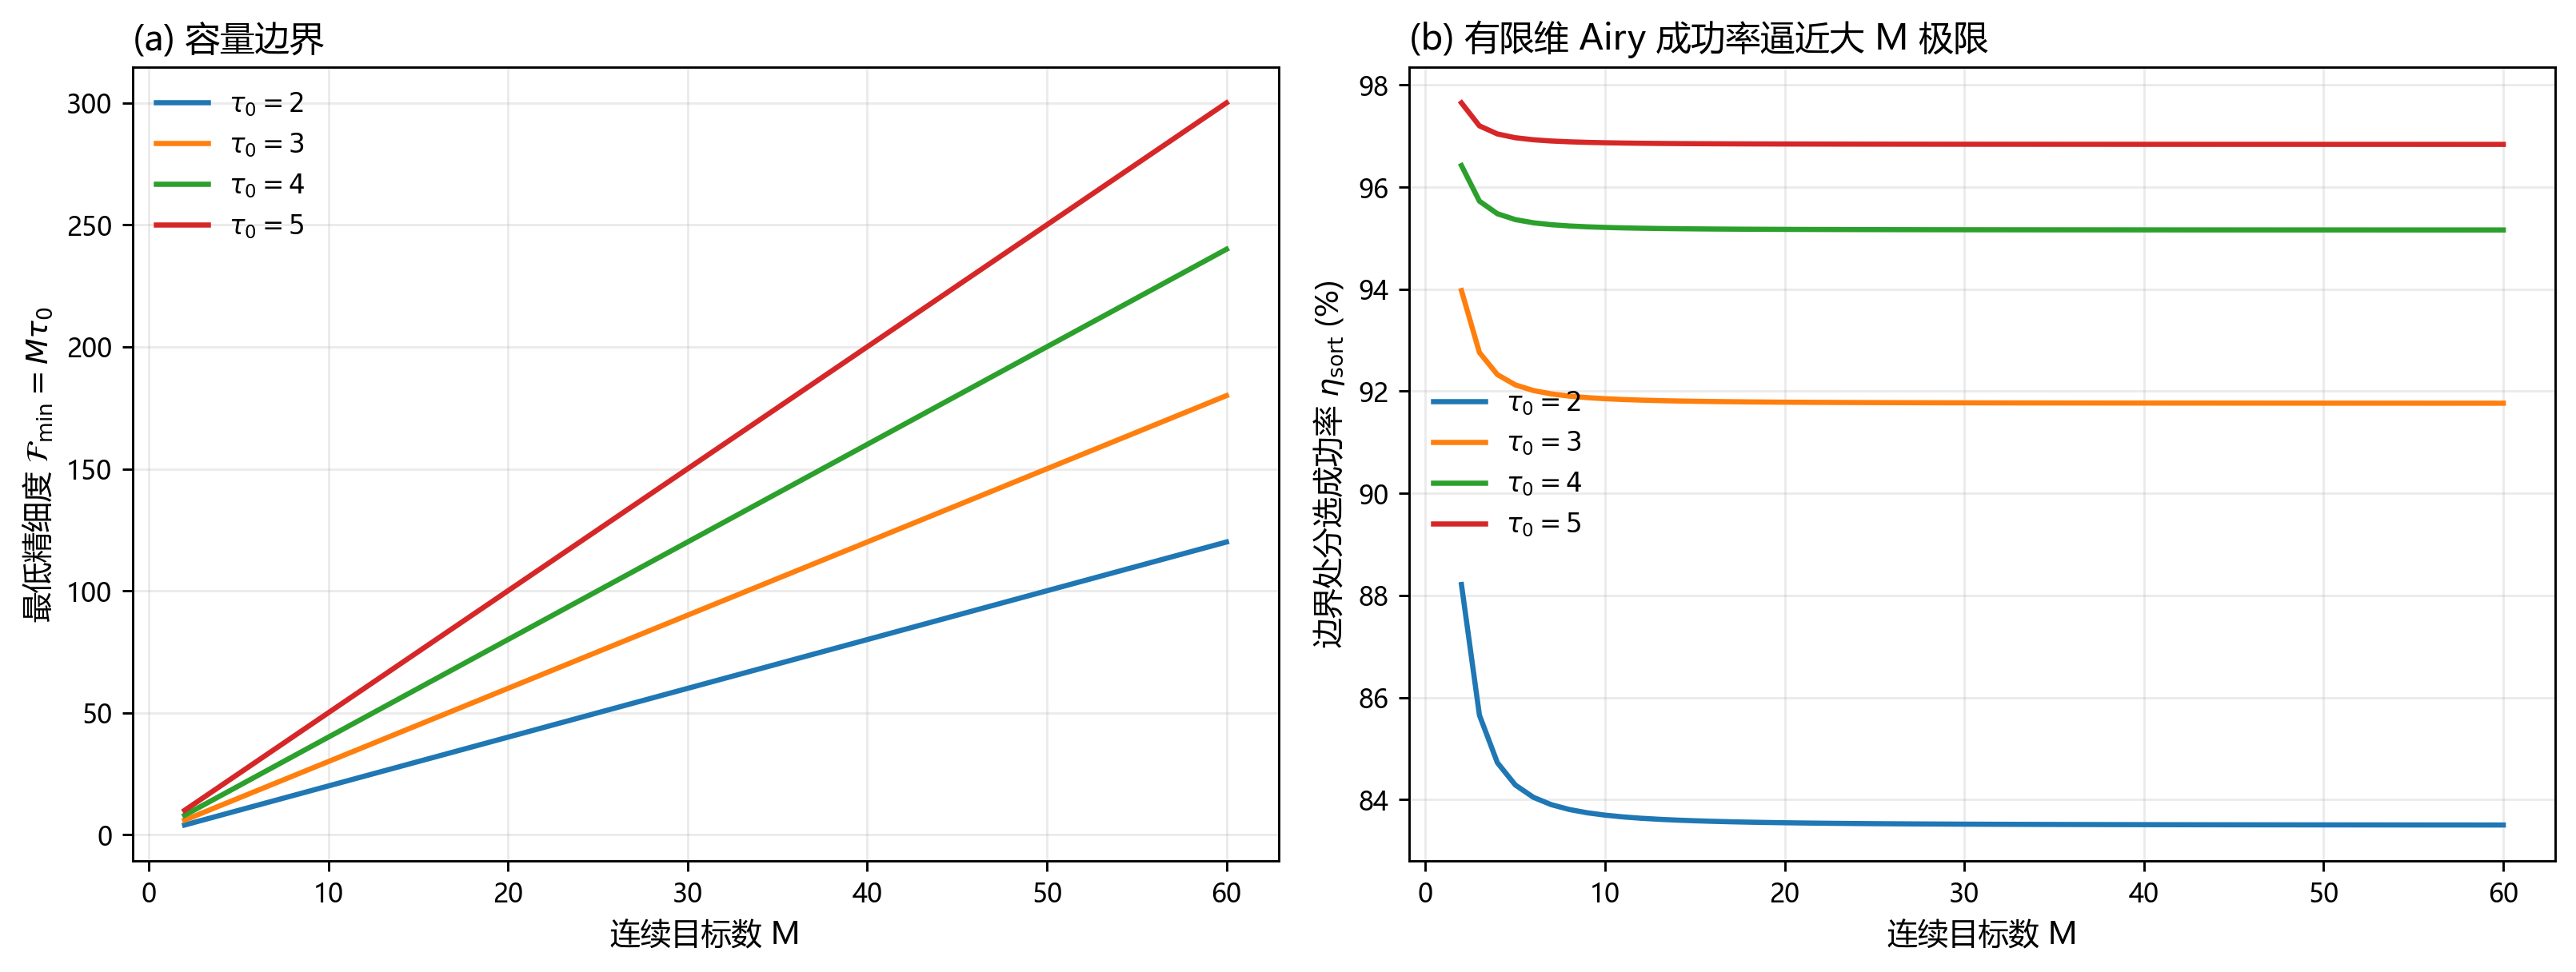 (a) 容量边界
300
250
200
150
100
50
0
最低精细度 ℱmin = Mτ₀
τ₀ = 2
τ₀ = 3
τ₀ = 4
τ₀ = 5
0 10 20 30 40 50 60
连续目标数 M
(b) 有限维 Airy 成功率逼近大 M 极限
98
96
94
92
90
88
86
84
边界处分选成功率 ηsort (%)
τ₀ = 2
τ₀ = 3
τ₀ = 4
τ₀ = 5
0 10 20 30 40 50 60
连续目标数 M